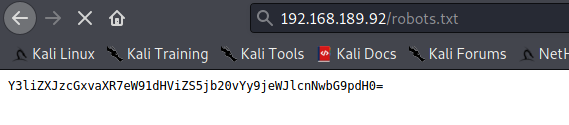 192.168.189.92/robots.txt
Kali Linux Kali Training Kali Tools Kali Docs Kali Forums NetH
Y3liZXJzcGxvaXR7eW91dHViZS5jb20vYy9jeWJlcnNwbG9pdH0=